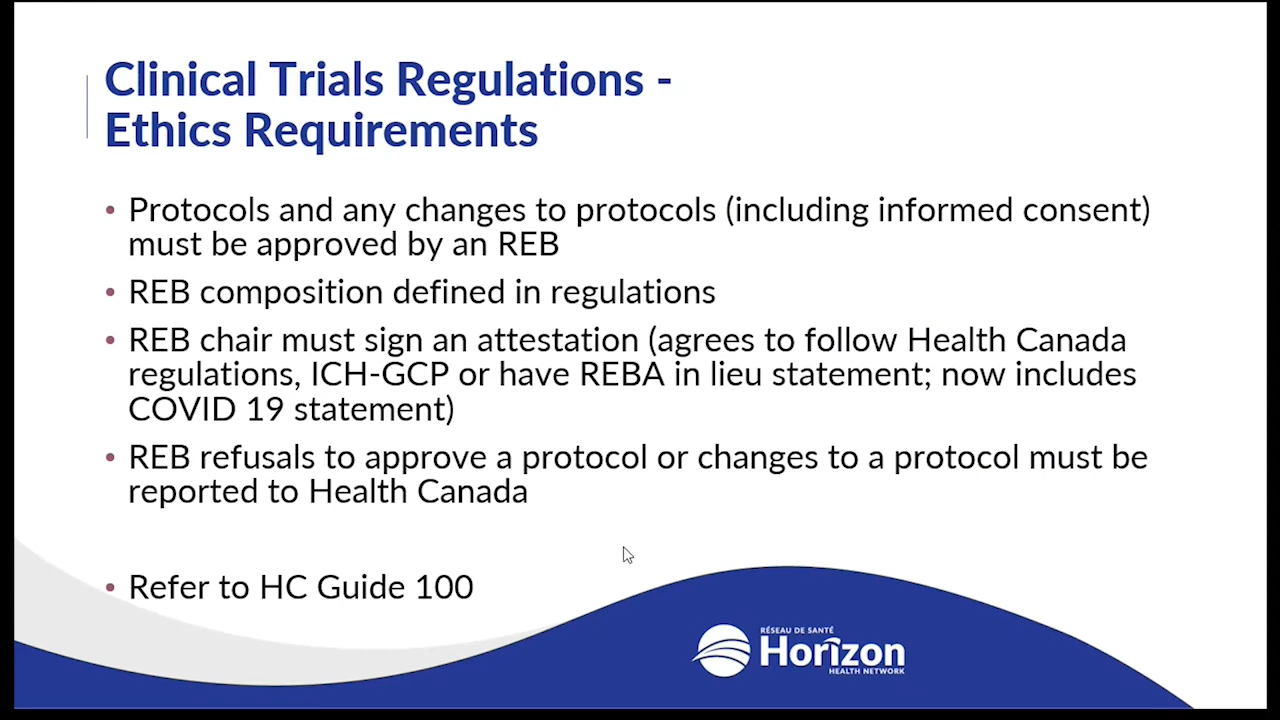 Clinical Trials Regulations -
Ethics Requirements
• Protocols and any changes to protocols (including informed consent)
must be approved by an REB
• REB composition defined in regulations
• REB chair must sign an attestation (agrees to follow Health Canada
regulations, ICH-GCP or have REBA in lieu statement; now includes
COVID 19 statement)
• REB refusals to approve a protocol or changes to a protocol must be
reported to Health Canada
• Refer to HC Guide 100
RÉSEAU DE SANTÉ
Horizon
HEALTH NETWORK